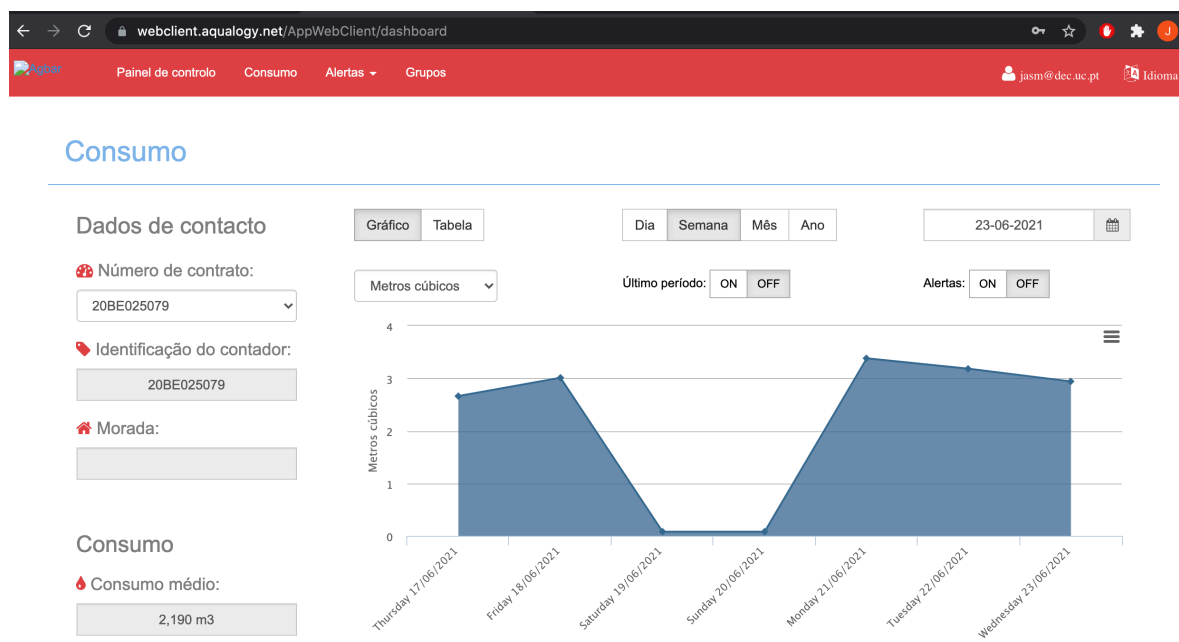 webclient.aqualogy.net/AppWebClient/dashboard
J
Agbar
Painel de controlo
Consumo
Alertas
Grupos
jasm@dec.uc.pt
Idioma
Consumo
Dados de contacto
Número de contrato:
20BE025079
Identificação do contador:
20BE025079
Morada:
Consumo
Consumo médio:
2,190 m3
Gráfico
Tabela
Dia
Semana
Mês
Ano
23-06-2021
Metros cúbicos
Último período:
ON
OFF
Alertas:
ON
OFF
Metros cúbicos
4
3
2
1
0
Thursday 17/06/2021
Friday 18/06/2021
Saturday 19/06/2021
Sunday 20/06/2021
Monday 21/06/2021
Tuesday 22/06/2021
Wednesday 23/06/2021